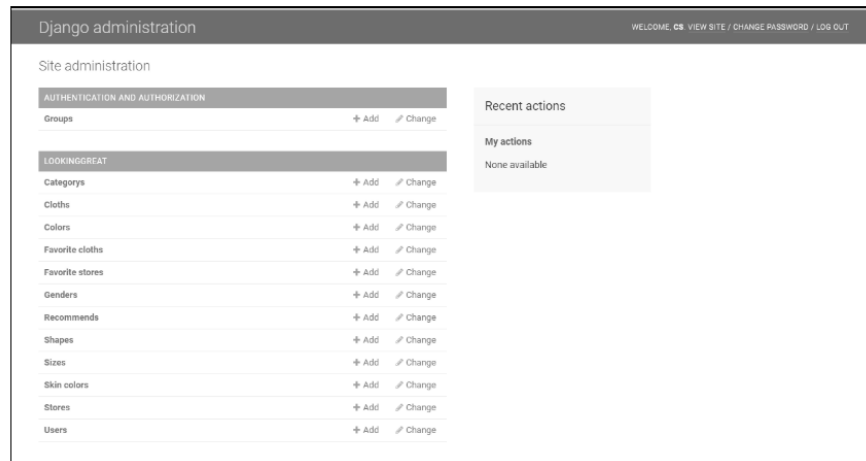 Django administration
WELCOME, CS. VIEW SITE / CHANGE PASSWORD / LOG OUT
Site administration
AUTHENTICATION AND AUTHORIZATION
Groups + Add Change
LOOKINGGREAT
Categorys + Add Change
Cloths + Add Change
Colors + Add Change
Favorite cloths + Add Change
Favorite stores + Add Change
Genders + Add Change
Recommends + Add Change
Shapes + Add Change
Sizes + Add Change
Skin colors + Add Change
Stores + Add Change
Users + Add Change
Recent actions
My actions
None available